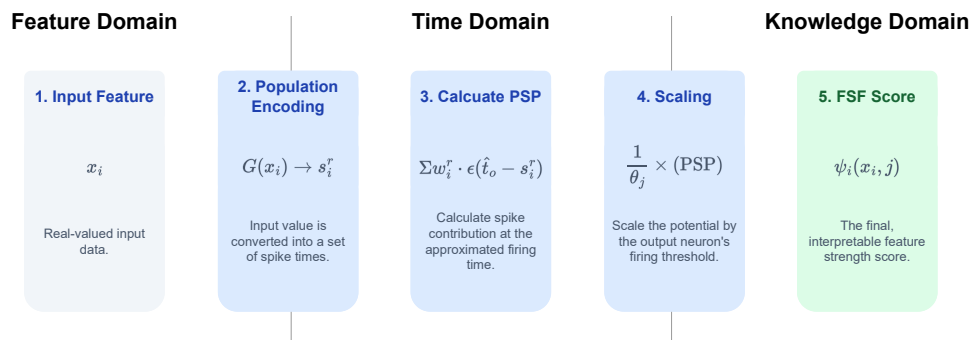 Feature Domain
Time Domain
Knowledge Domain
1. Input Feature
x_i
Real-valued input
data.
2. Population
Encoding
G(x_i) → s_i^r
Input value is
converted into a set
of spike times.
3. Calcuate PSP
Σw_i^r · ϵ(t̂_o − s_i^r)
Calculate spike
contribution at the
approximated firing
time.
4. Scaling
1/θ_j × (PSP)
Scale the potential by
the output neuron's
firing threshold.
5. FSF Score
ψ_i(x_i, j)
The final,
interpretable feature
strength score.